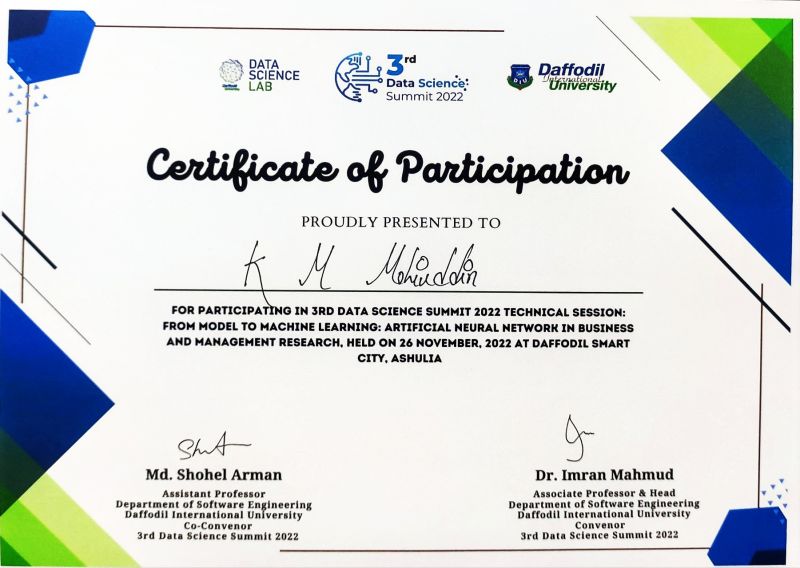 DATA
SCIENCE
LAB
3rd
Data Science
Summit 2022
Daffodil
International
University
Certificate of Participation
PROUDLY PRESENTED TO
K M Mohiuddin
FOR PARTICIPATING IN 3RD DATA SCIENCE SUMMIT 2022 TECHNICAL SESSION:
FROM MODEL TO MACHINE LEARNING: ARTIFICIAL NEURAL NETWORK IN BUSINESS
AND MANAGEMENT RESEARCH, HELD ON 26 NOVEMBER, 2022 AT DAFFODIL SMART
CITY, ASHULIA
Md. Shohel Arman
Assistant Professor
Department of Software Engineering
Daffodil International University
Co-Convenor
3rd Data Science Summit 2022
Dr. Imran Mahmud
Associate Professor & Head
Department of Software Engineering
Daffodil International University
Convenor
3rd Data Science Summit 2022